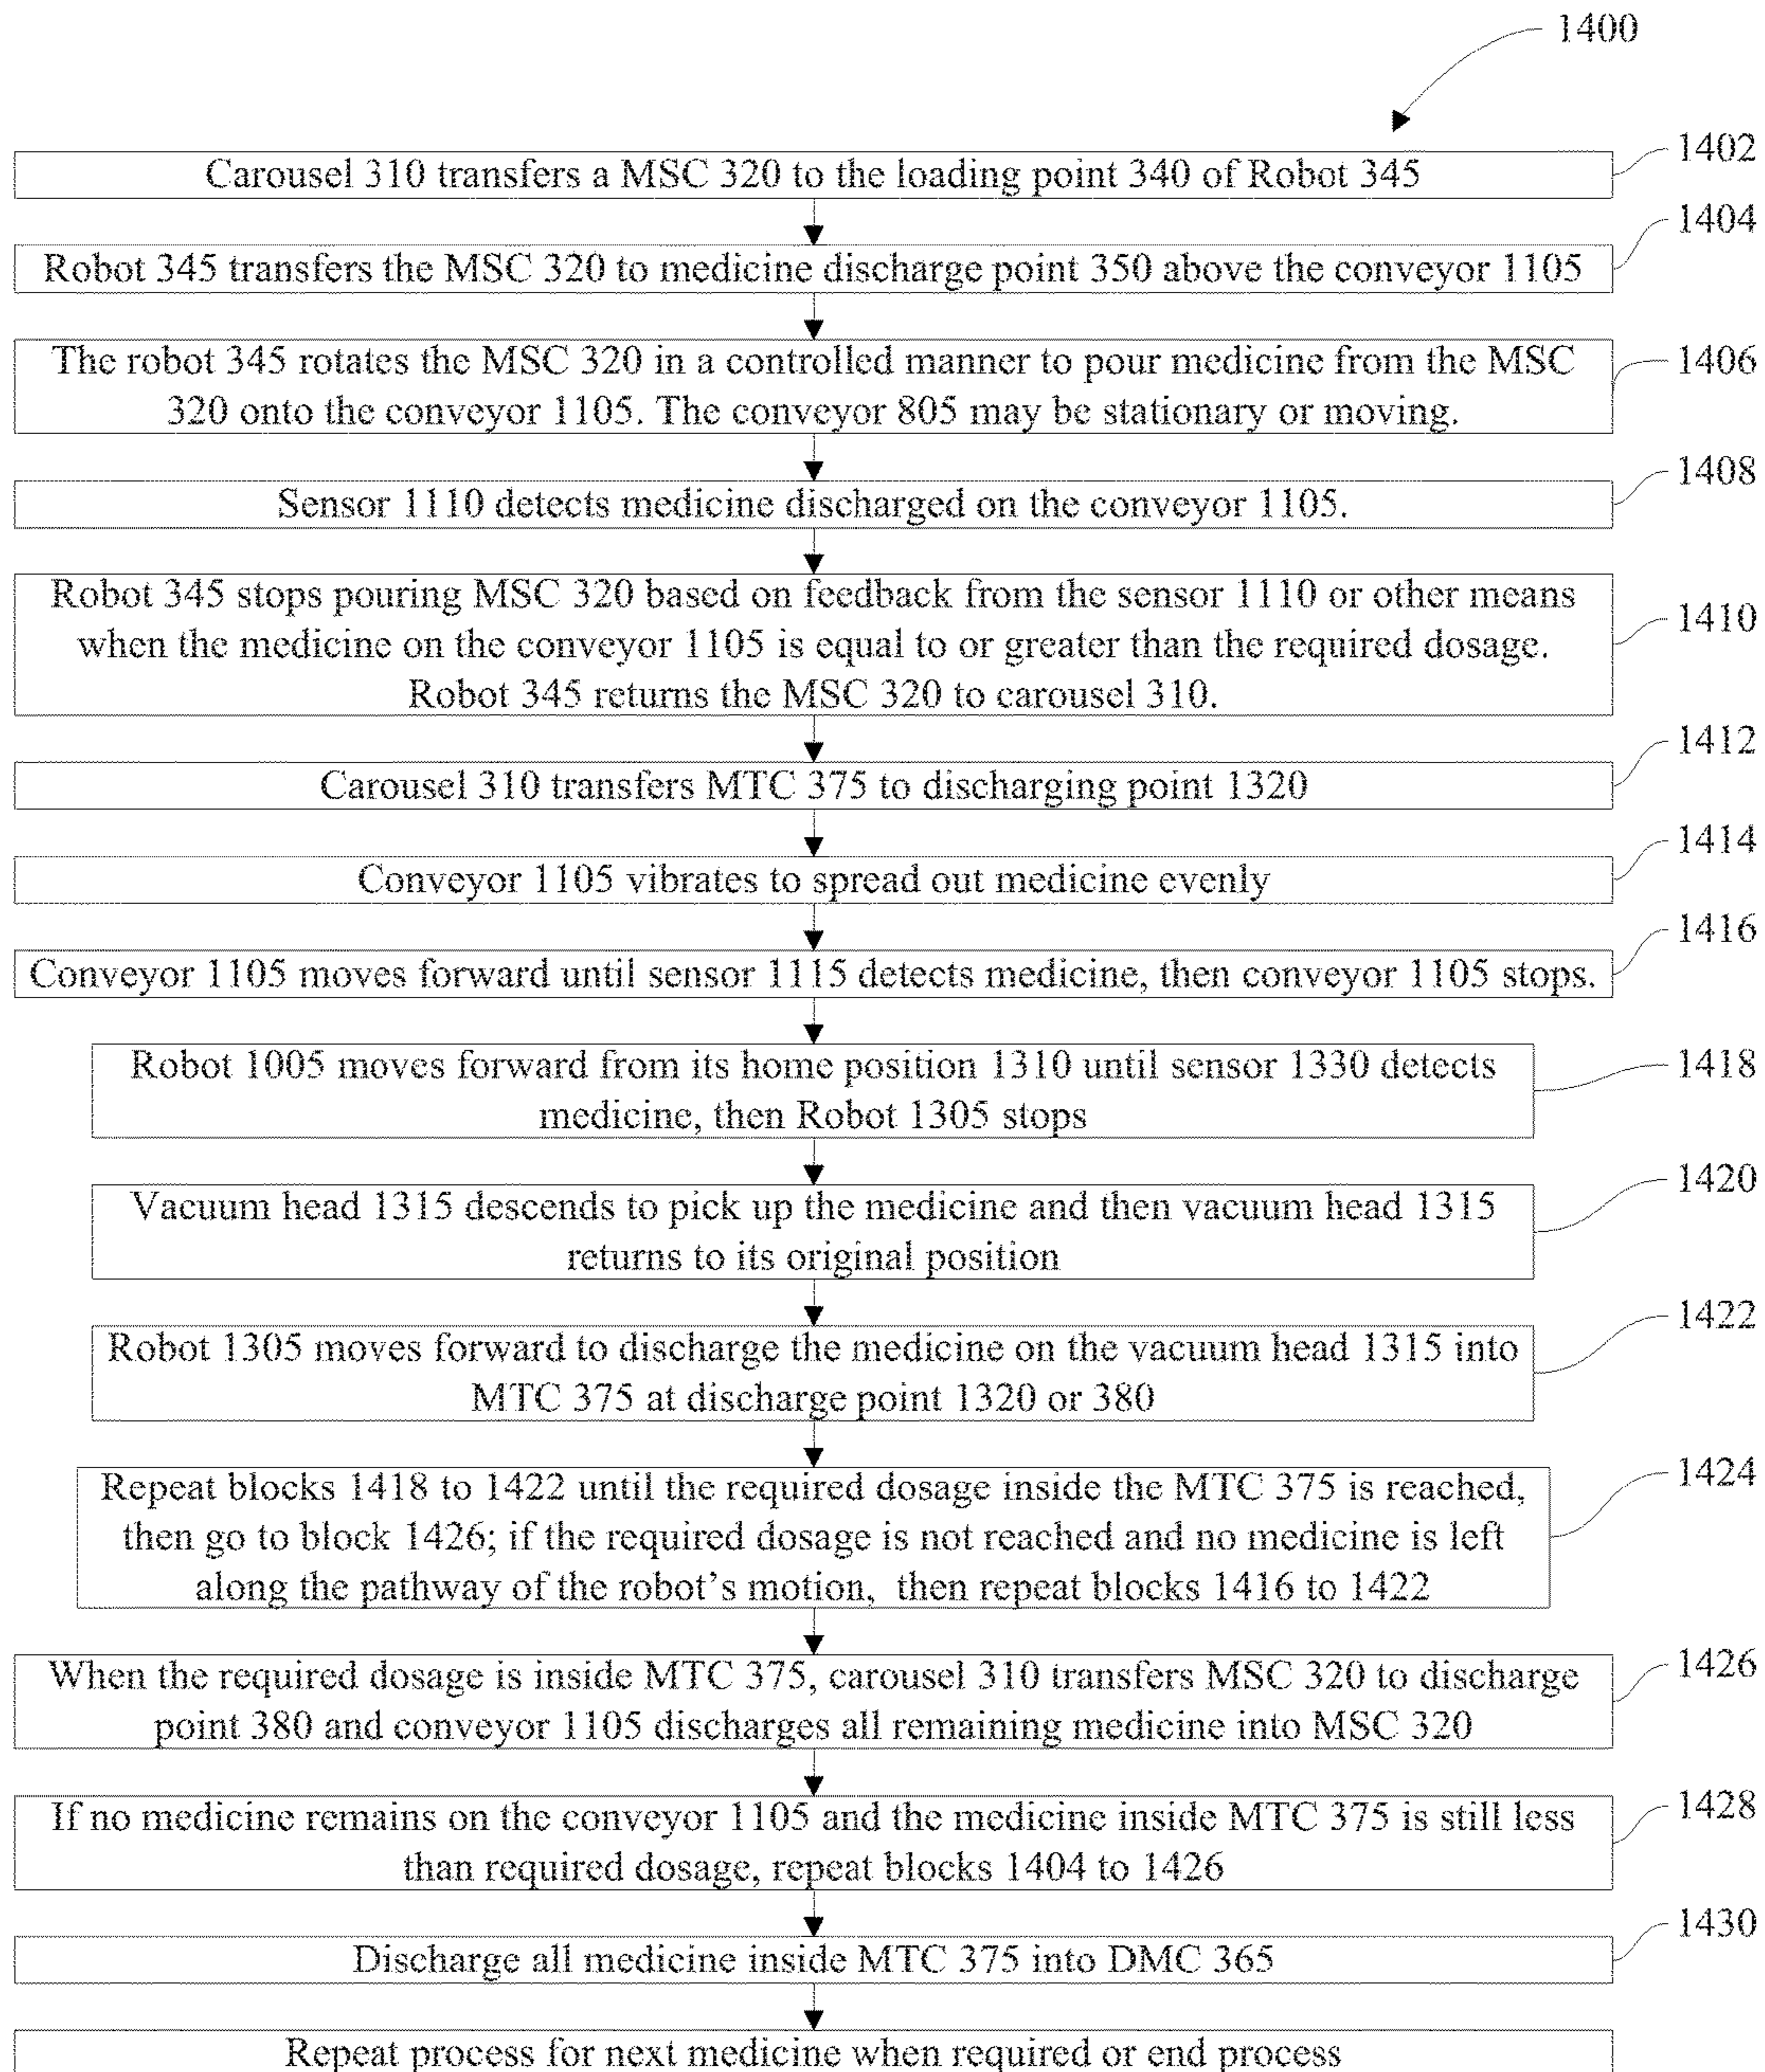 1400
Carousel 310 transfers a MSC 320 to the loading point 340 of Robot 345
1402
Robot 345 transfers the MSC 320 to medicine discharge point 350 above the conveyor 1105
1404
The robot 345 rotates the MSC 320 in a controlled manner to pour medicine from the MSC
320 onto the conveyor 1105. The conveyor 805 may be stationary or moving.
1406
Sensor 1110 detects medicine discharged on the conveyor 1105.
1408
Robot 345 stops pouring MSC 320 based on feedback from the sensor 1110 or other means
when the medicine on the conveyor 1105 is equal to or greater than the required dosage.
Robot 345 returns the MSC 320 to carousel 310.
1410
Carousel 310 transfers MTC 375 to discharging point 1320
1412
Conveyor 1105 vibrates to spread out medicine evenly
1414
Conveyor 1105 moves forward until sensor 1115 detects medicine, then conveyor 1105 stops.
1416
Robot 1005 moves forward from its home position 1310 until sensor 1330 detects
medicine, then Robot 1305 stops
1418
Vacuum head 1315 descends to pick up the medicine and then vacuum head 1315
returns to its original position
1420
Robot 1305 moves forward to discharge the medicine on the vacuum head 1315 into
MTC 375 at discharge point 1320 or 380
1422
Repeat blocks 1418 to 1422 until the required dosage inside the MTC 375 is reached,
then go to block 1426; if the required dosage is not reached and no medicine is left
along the pathway of the robot's motion, then repeat blocks 1416 to 1422
1424
When the required dosage is inside MTC 375, carousel 310 transfers MSC 320 to discharge
point 380 and conveyor 1105 discharges all remaining medicine into MSC 320
1426
If no medicine remains on the conveyor 1105 and the medicine inside MTC 375 is still less
than required dosage, repeat blocks 1404 to 1426
1428
Discharge all medicine inside MTC 375 into DMC 365
1430
Repeat process for next medicine when required or end process